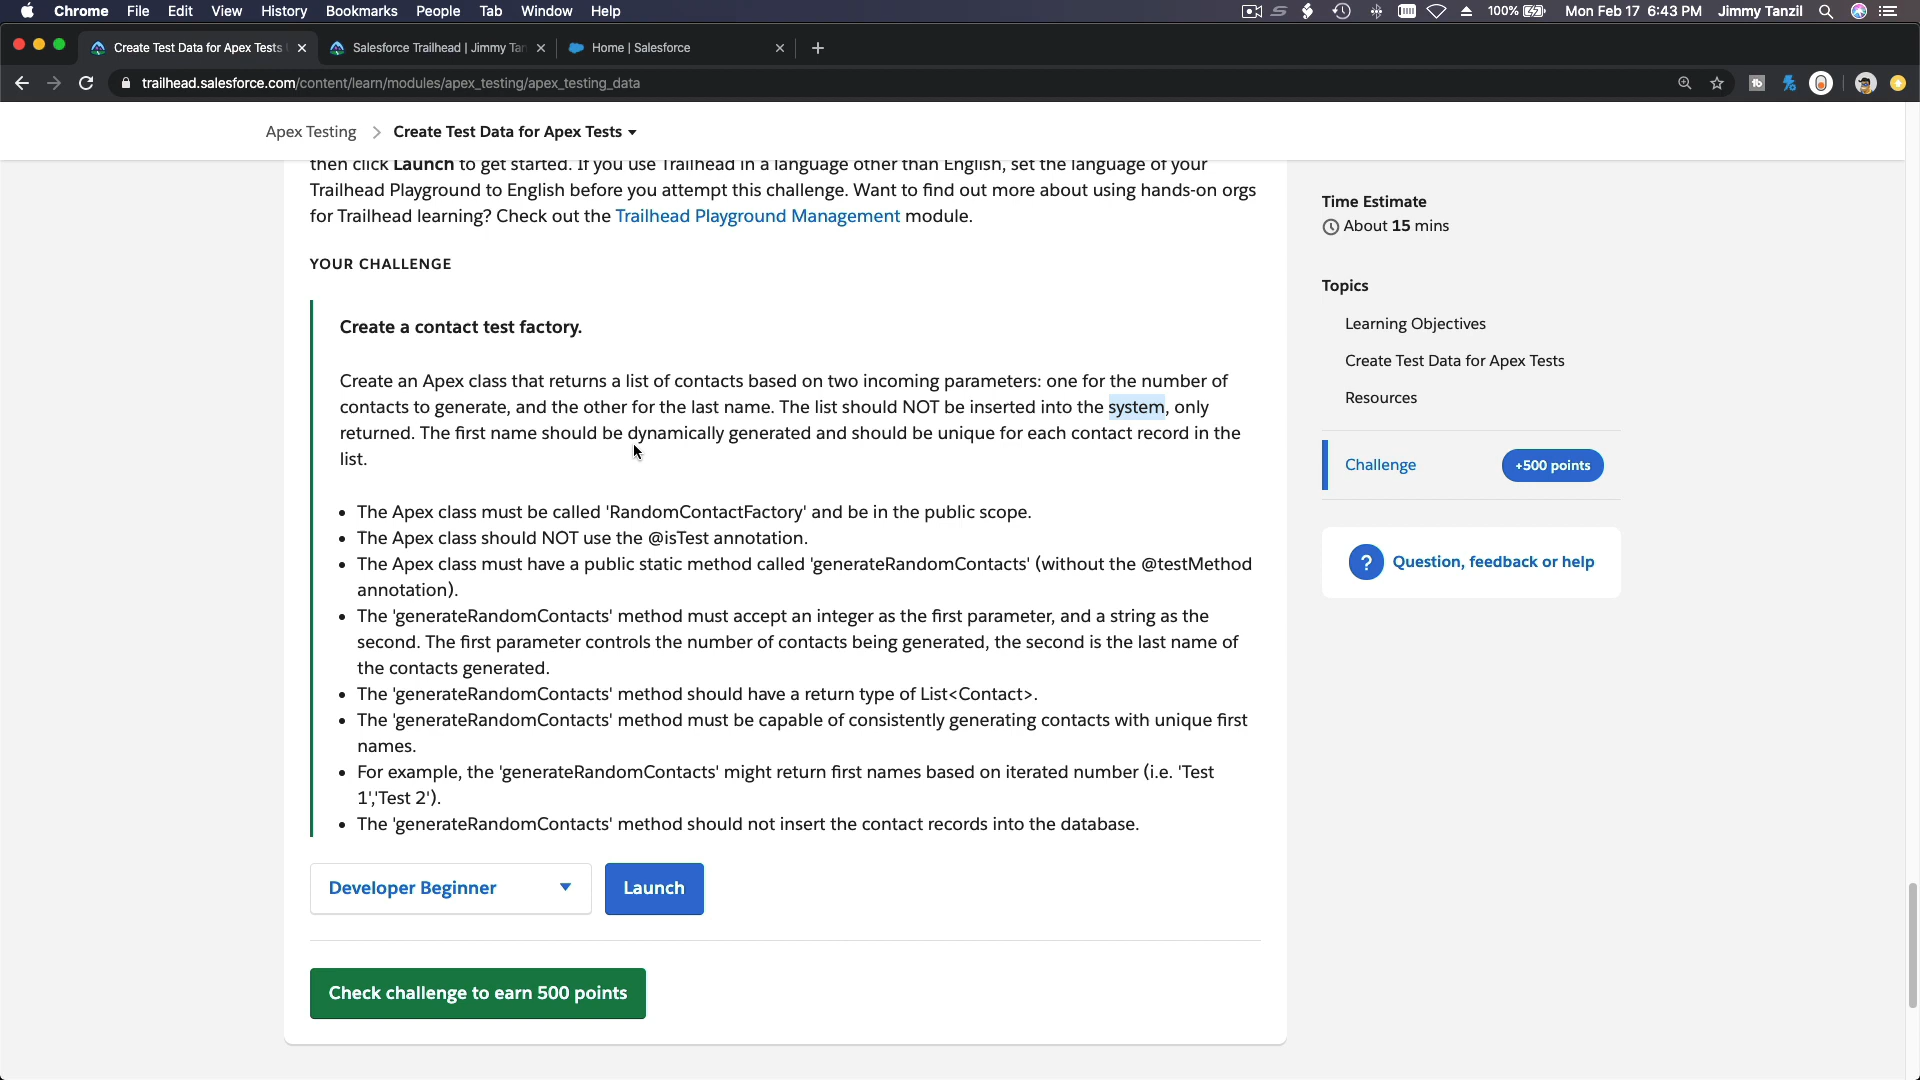 Chrome File Edit View History Bookmarks People Tab Window Help 100% Mon Feb 17 6:43 PM Jimmy Tanzil
Create Test Data for Apex Tests Salesforce Trailhead | Jimmy Tan Home | Salesforce
trailhead.salesforce.com/content/learn/modules/apex_testing/apex_testing_data
Apex Testing > Create Test Data for Apex Tests
then click Launch to get started. If you use Trailhead in a language other than English, set the language of your
Trailhead Playground to English before you attempt this challenge. Want to find out more about using hands-on orgs
for Trailhead learning? Check out the Trailhead Playground Management module.
YOUR CHALLENGE
Create a contact test factory.
Create an Apex class that returns a list of contacts based on two incoming parameters: one for the number of
contacts to generate, and the other for the last name. The list should NOT be inserted into the system, only
returned. The first name should be dynamically generated and should be unique for each contact record in the
list.
• The Apex class must be called 'RandomContactFactory' and be in the public scope.
• The Apex class should NOT use the @isTest annotation.
• The Apex class must have a public static method called 'generateRandomContacts' (without the @testMethod
annotation).
• The 'generateRandomContacts' method must accept an integer as the first parameter, and a string as the
second. The first parameter controls the number of contacts being generated, the second is the last name of
the contacts generated.
• The 'generateRandomContacts' method should have a return type of List<Contact>.
• The 'generateRandomContacts' method must be capable of consistently generating contacts with unique first
names.
• For example, the 'generateRandomContacts' might return first names based on iterated number (i.e. 'Test
1','Test 2').
• The 'generateRandomContacts' method should not insert the contact records into the database.
Developer Beginner
Launch
Check challenge to earn 500 points
Time Estimate
About 15 mins
Topics
Learning Objectives
Create Test Data for Apex Tests
Resources
Challenge
+500 points
? Question, feedback or help